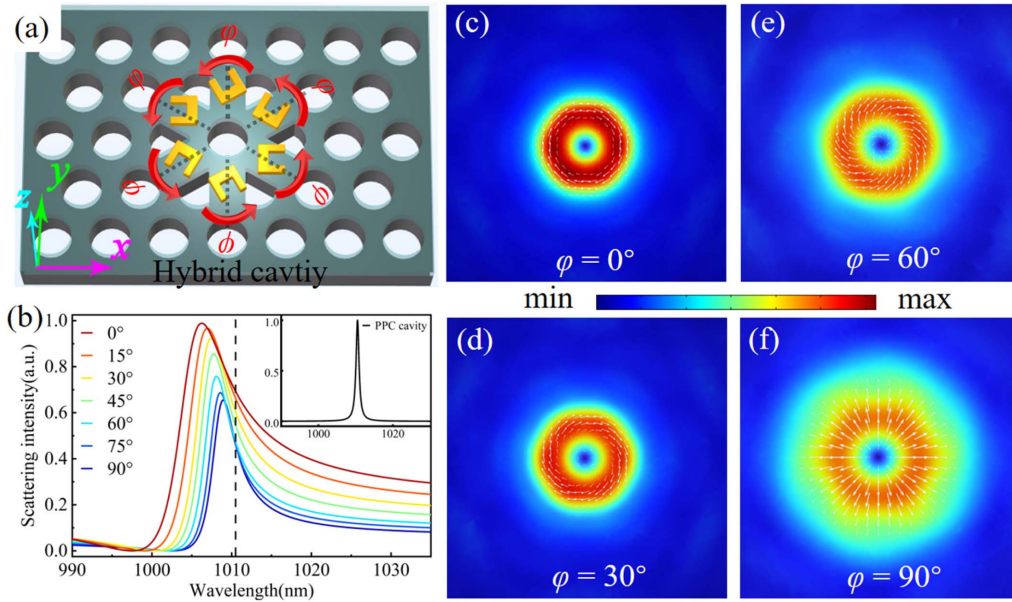 (a)
φ
φ
φ
ϕ
ϕ
ϕ
y
z
x
Hybrid cavtiy
(b)
1.0
0.8
0.6
0.4
0.2
0.0
Scattering intensity(a.u.)
0°
15°
30°
45°
60°
75°
90°
PPC cavity
1.0
0.5
0.0
1000 1020
990 1000 1010 1020 1030
Wavelength(nm)
(c)
φ = 0°
(e)
φ = 60°
min max
(d)
φ = 30°
(f)
φ = 90°